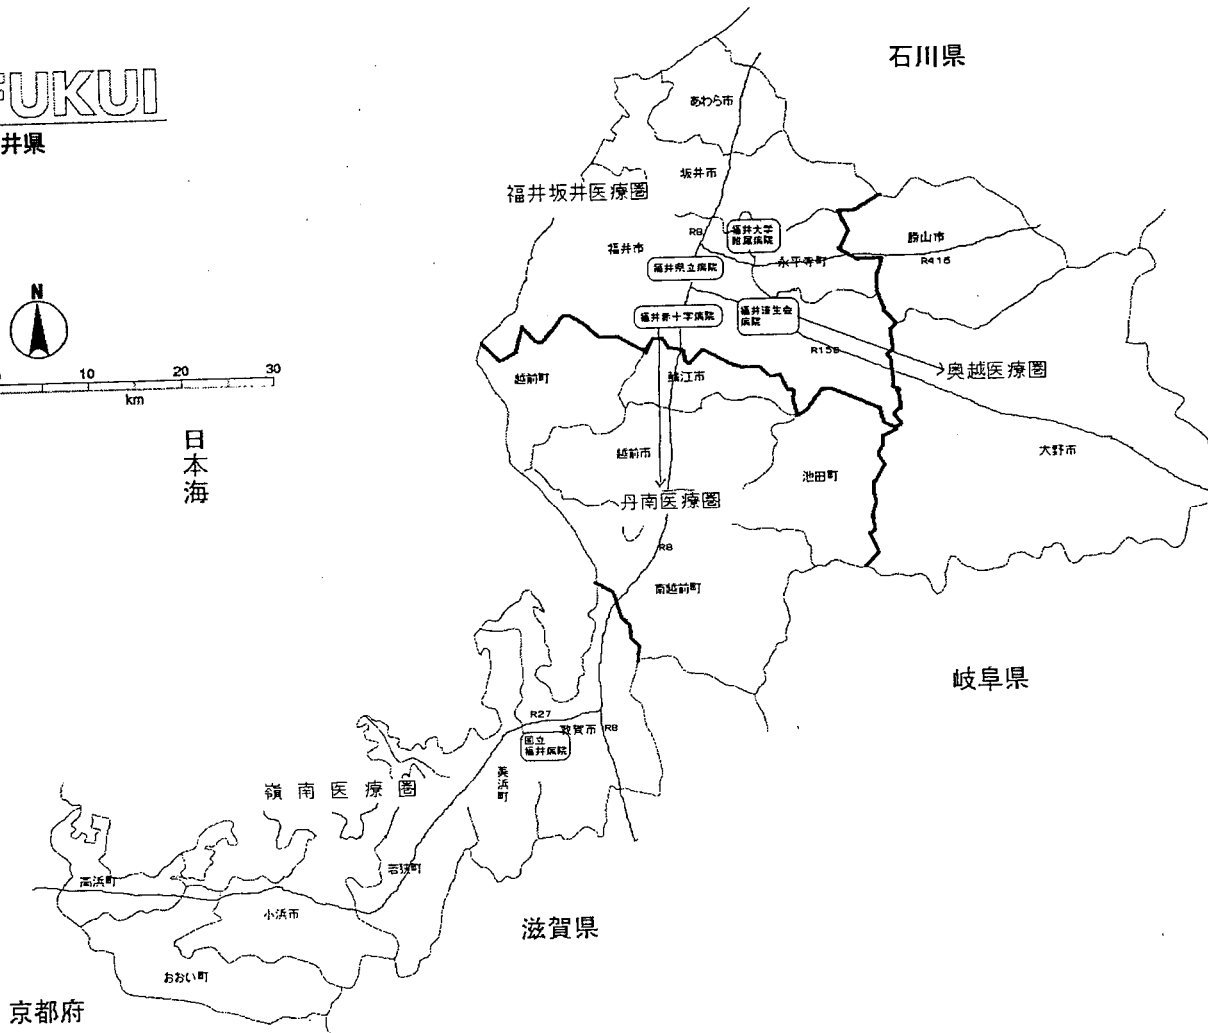 FUKUI
井県
石川県
あわら市
坂井市
福井坂井医療圏
R8
福井大学
附属病院
福井市
永平寺町
勝山市
R416
福井県立病院
福井赤十字病院
福井済生会
病院
R158
奥越医療圏
越前町
鯖江市
大野市
越前市
池田町
丹南医療圏
R8
南越前町
N
0
10
20
30
km
日本海
岐阜県
R27
敦賀市
R8
国立
福井病院
美浜町
嶺南医療圏
若狭町
高浜町
小浜市
滋賀県
おおい町
京都府